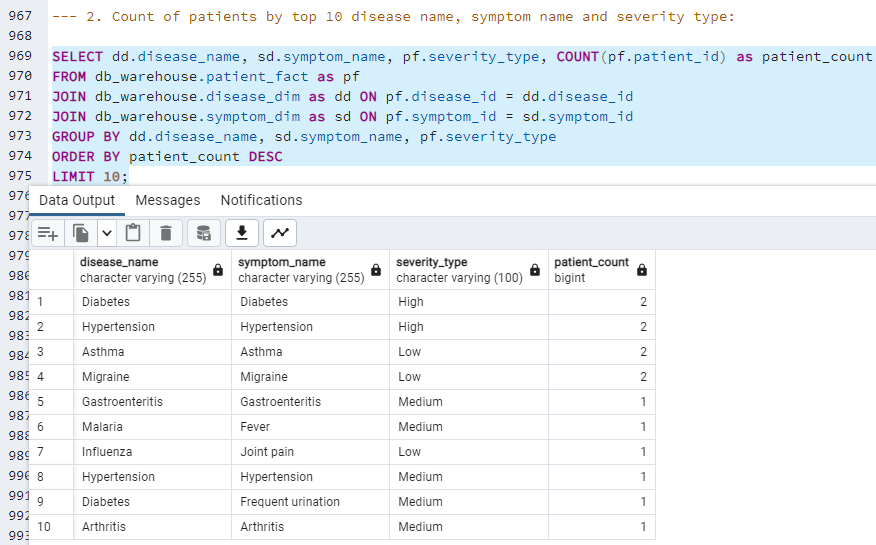 967 --- 2. Count of patients by top 10 disease name, symptom name and severity type:
968
969 SELECT dd.disease_name, sd.symptom_name, pf.severity_type, COUNT(pf.patient_id) as patient_count
970 FROM db_warehouse.patient_fact as pf
971 JOIN db_warehouse.disease_dim as dd ON pf.disease_id = dd.disease_id
972 JOIN db_warehouse.symptom_dim as sd ON pf.symptom_id = sd.symptom_id
973 GROUP BY dd.disease_name, sd.symptom_name, pf.severity_type
974 ORDER BY patient_count DESC
975 LIMIT 10;
Data Output Messages Notifications
disease_name symptom_name severity_type patient_count
character varying (255) character varying (255) character varying (100) bigint
1 Diabetes Diabetes High 2
2 Hypertension Hypertension High 2
3 Asthma Asthma Low 2
4 Migraine Migraine Low 2
5 Gastroenteritis Gastroenteritis Medium 1
6 Malaria Fever Medium 1
7 Influenza Joint pain Low 1
8 Hypertension Hypertension Medium 1
9 Diabetes Frequent urination Medium 1
10 Arthritis Arthritis Medium 1